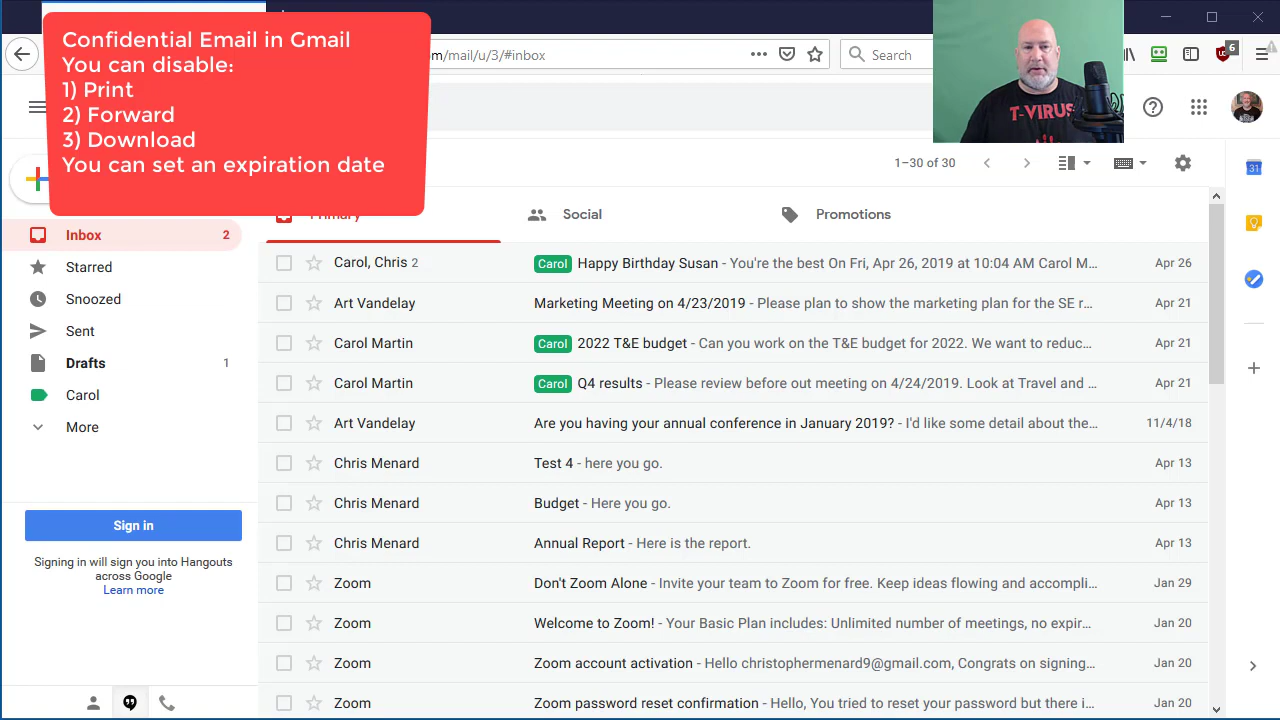 Confidential Email in Gmail
You can disable:
1) Print
2) Forward
3) Download
You can set an expiration date
om/mail/u/3/#inbox
Search
6
T-VIRUS
1–30 of 30
31
Primary
Social
Promotions
Inbox 2
Starred
Snoozed
Sent
Drafts 1
Carol
More
Sign in
Signing in will sign you into Hangouts
across Google
Learn more
Carol, Chris 2 Carol Happy Birthday Susan - You're the best On Fri, Apr 26, 2019 at 10:04 AM Carol M... Apr 26
Art Vandelay Marketing Meeting on 4/23/2019 - Please plan to show the marketing plan for the SE r... Apr 21
Carol Martin Carol 2022 T&E budget - Can you work on the T&E budget for 2022. We want to reduc... Apr 21
Carol Martin Carol Q4 results - Please review before out meeting on 4/24/2019. Look at Travel and ... Apr 21
Art Vandelay Are you having your annual conference in January 2019? - I'd like some detail about the... 11/4/18
Chris Menard Test 4 - here you go. Apr 13
Chris Menard Budget - Here you go. Apr 13
Chris Menard Annual Report - Here is the report. Apr 13
Zoom Don't Zoom Alone - Invite your team to Zoom for free. Keep ideas flowing and accompli... Jan 29
Zoom Welcome to Zoom! - Your Basic Plan includes: Unlimited number of meetings, no expir... Jan 20
Zoom Zoom account activation - Hello christophermenard9@gmail.com, Congrats on signing... Jan 20
Zoom Zoom password reset confirmation - Hello, You tried to reset your password but there i... Jan 20